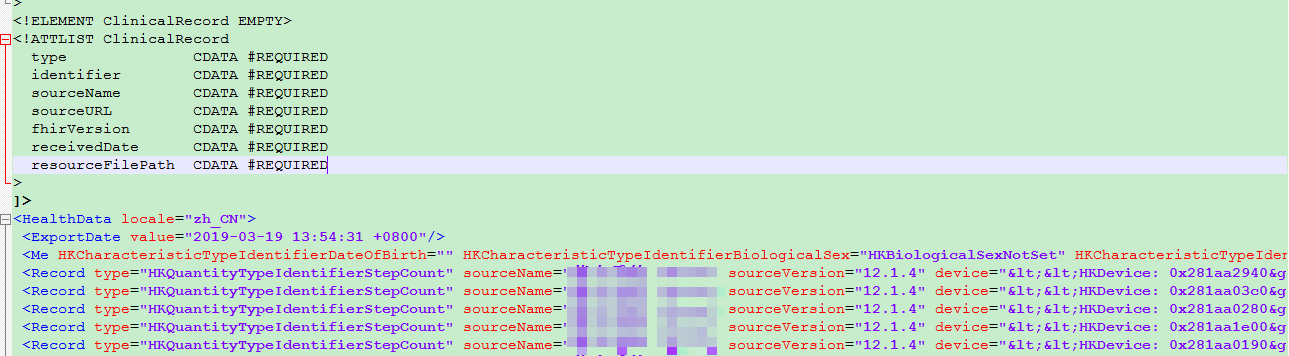 >
<!ELEMENT ClinicalRecord EMPTY>
<!ATTLIST ClinicalRecord
type CDATA #REQUIRED
identifier CDATA #REQUIRED
sourceName CDATA #REQUIRED
sourceURL CDATA #REQUIRED
fhirVersion CDATA #REQUIRED
receivedDate CDATA #REQUIRED
resourceFilePath CDATA #REQUIRED
>
]>
<HealthData locale="zh_CN">
<ExportDate value="2019-03-19 13:54:31 +0800"/>
<Me HKCharacteristicTypeIdentifierDateOfBirth="" HKCharacteristicTypeIdentifierBiologicalSex="HKBiologicalSexNotSet" HKCharacteristicTypeIden
<Record type="HKQuantityTypeIdentifierStepCount" sourceName=" sourceVersion="12.1.4" device="&lt;&lt;HKDevice: 0x281aa2940&g
<Record type="HKQuantityTypeIdentifierStepCount" sourceName=" sourceVersion="12.1.4" device="&lt;&lt;HKDevice: 0x281aa03c0&g
<Record type="HKQuantityTypeIdentifierStepCount" sourceName=" sourceVersion="12.1.4" device="&lt;&lt;HKDevice: 0x281aa0280&g
<Record type="HKQuantityTypeIdentifierStepCount" sourceName=" sourceVersion="12.1.4" device="&lt;&lt;HKDevice: 0x281aa1e00&g
<Record type="HKQuantityTypeIdentifierStepCount" sourceName=" sourceVersion="12.1.4" device="&lt;&lt;HKDevice: 0x281aa0190&g